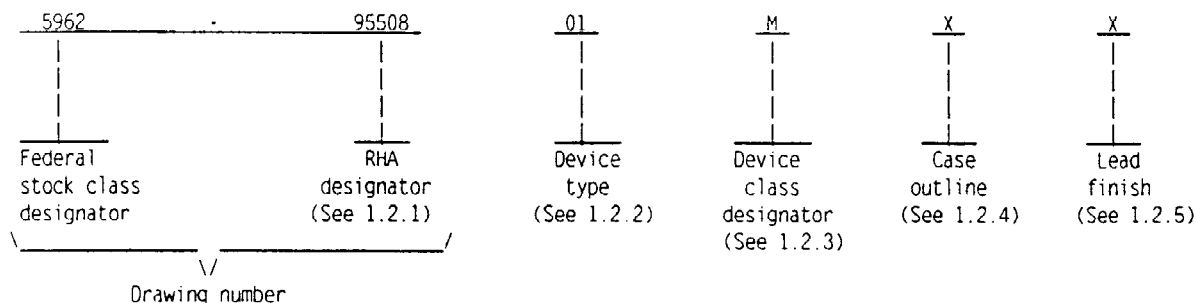 5962 - 95508 01 M X X
Federal stock class designator
RHA designator (See 1.2.1)
Device type (See 1.2.2)
Device class designator (See 1.2.3)
Case outline (See 1.2.4)
Lead finish (See 1.2.5)
Drawing number